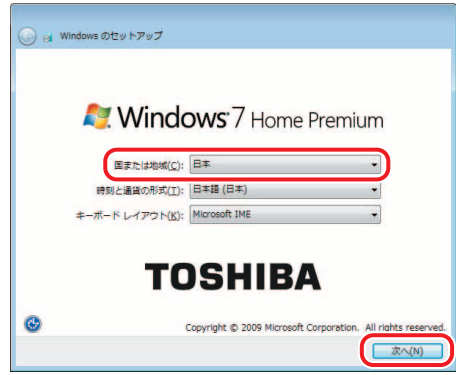 Windows のセットアップ
Windows 7 Home Premium
国または地域(C): 日本
時刻と通貨の形式(T): 日本語 (日本)
キーボード レイアウト(K): Microsoft IME
TOSHIBA
Copyright © 2009 Microsoft Corporation. All rights reserved.
次へ(N)